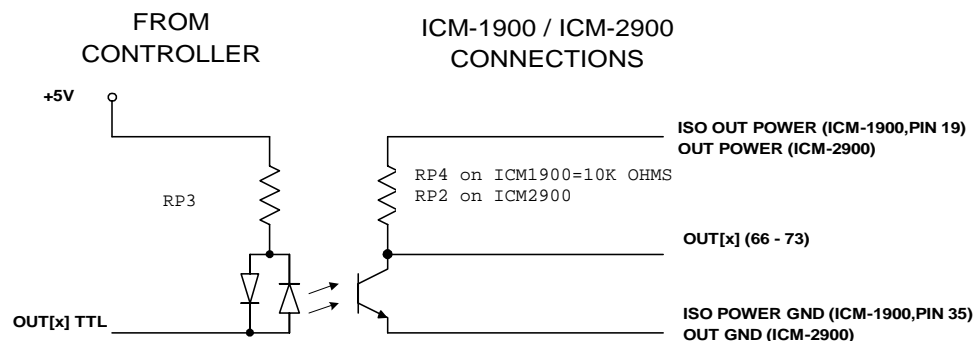 FROM
CONTROLLER
ICM-1900 / ICM-2900
CONNECTIONS
+5V
ISO OUT POWER (ICM-1900,PIN 19)
OUT POWER (ICM-2900)
RP4 on ICM1900=10K OHMS
RP2 on ICM2900
RP3
OUT[x] (66 - 73)
OUT[x] TTL
ISO POWER GND (ICM-1900,PIN 35)
OUT GND (ICM-2900)